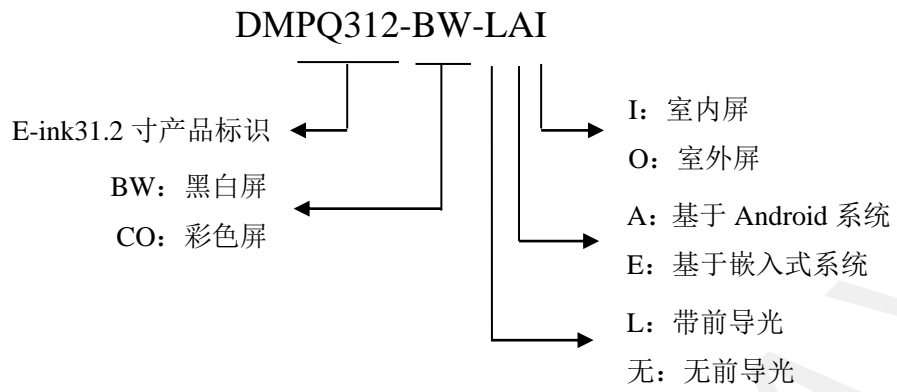 DMPQ312-BW-LAI
E-ink31.2 寸产品标识
BW：黑白屏
CO：彩色屏
I：室内屏
O：室外屏
A：基于 Android 系统
E：基于嵌入式系统
L：带前导光
无：无前导光